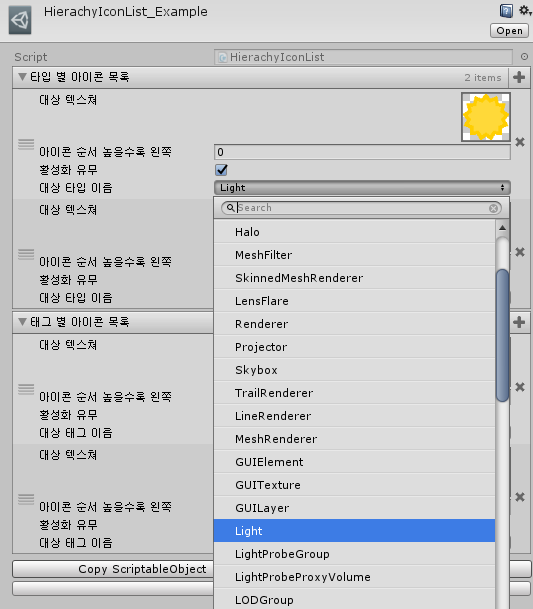 HierachyIconList_Example
Open
Script
HierachyIconList
타입 별 아이콘 목록
2 items
대상 텍스쳐
아이콘 순서 높을수록 왼쪽
0
활성화 유무
대상 타입 이름
Light
대상 텍스쳐
Search
Halo
MeshFilter
아이콘 순서 높을수록 왼쪽
SkinnedMeshRenderer
활성화 유무
대상 타입 이름
LensFlare
태그 별 아이콘 목록
Renderer
대상 텍스쳐
Projector
Skybox
아이콘 순서 높을수록 왼쪽
TrailRenderer
활성화 유무
LineRenderer
대상 태그 이름
MeshRenderer
대상 텍스쳐
GUIElement
GUITexture
아이콘 순서 높을수록 왼쪽
GUILayer
활성화 유무
Light
대상 태그 이름
LightProbeGroup
Copy ScriptableObject
LightProbeProxyVolume
LODGroup